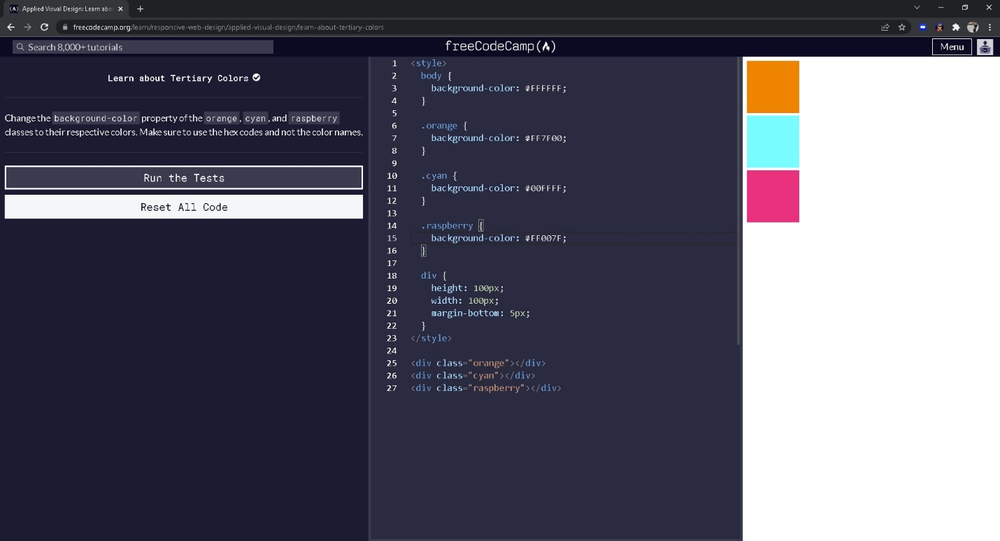 Applied Visual Design: Learn abo
freecodecamp.org/learn/responsive-web-design/applied-visual-design/learn-about-tertiary-colors
Search 8,000+ tutorials
freeCodeCamp
Menu
Learn about Tertiary Colors
Change the background-color property of the orange, cyan, and raspberry
classes to their respective colors. Make sure to use the hex codes and not the color names.
Run the Tests
Reset All Code
1 <style>
2 body {
3 background-color: #FFFFFF;
4 }
5
6 .orange {
7 background-color: #FF7F00;
8 }
9
10 .cyan {
11 background-color: #00FFFF;
12 }
13
14 .raspberry {
15 background-color: #FF007F;
16 }
17
18 div {
19 height: 100px;
20 width: 100px;
21 margin-bottom: 5px;
22 }
23 </style>
24
25 <div class="orange"></div>
26 <div class="cyan"></div>
27 <div class="raspberry"></div>